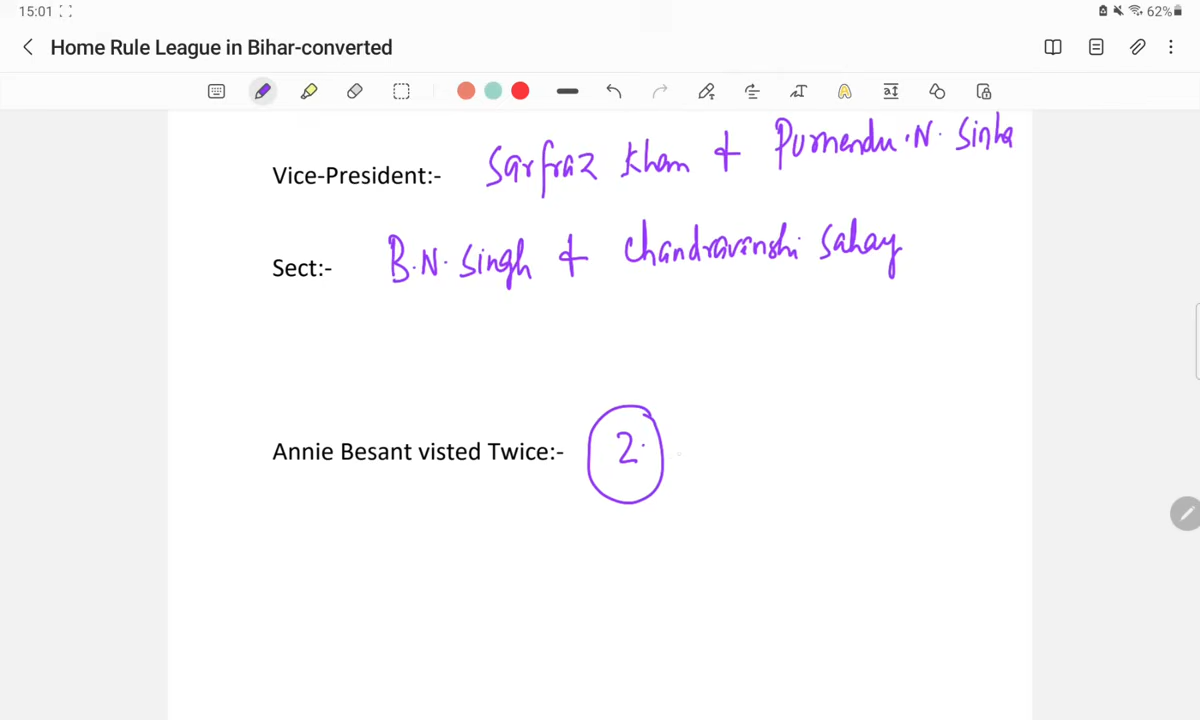 15:01 62%
Home Rule League in Bihar-converted
Vice-President:- Sarfraz Khan & Purnendu.N. Sinha
Sect:- B.N. Singh & Chandravanshi Sahay
Annie Besant visted Twice:- 2.